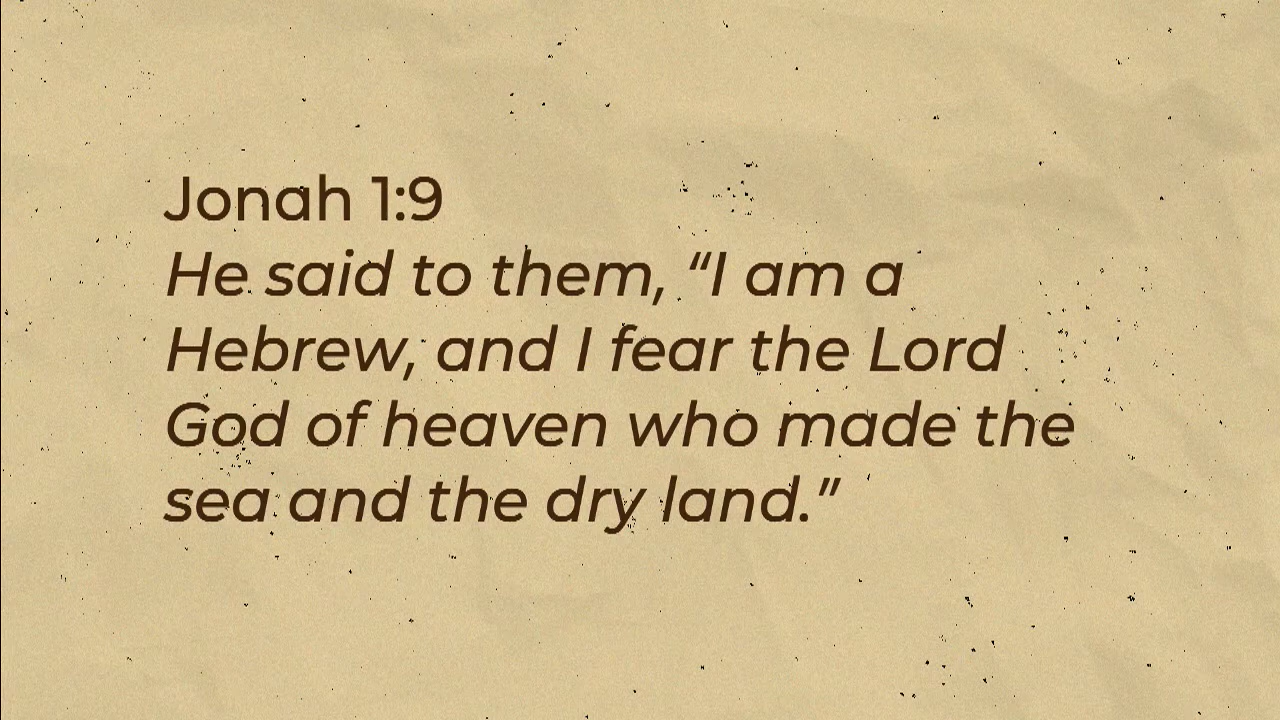 Jonah 1:9
He said to them, “I am a
Hebrew, and I fear the Lord
God of heaven who made the
sea and the dry land.”